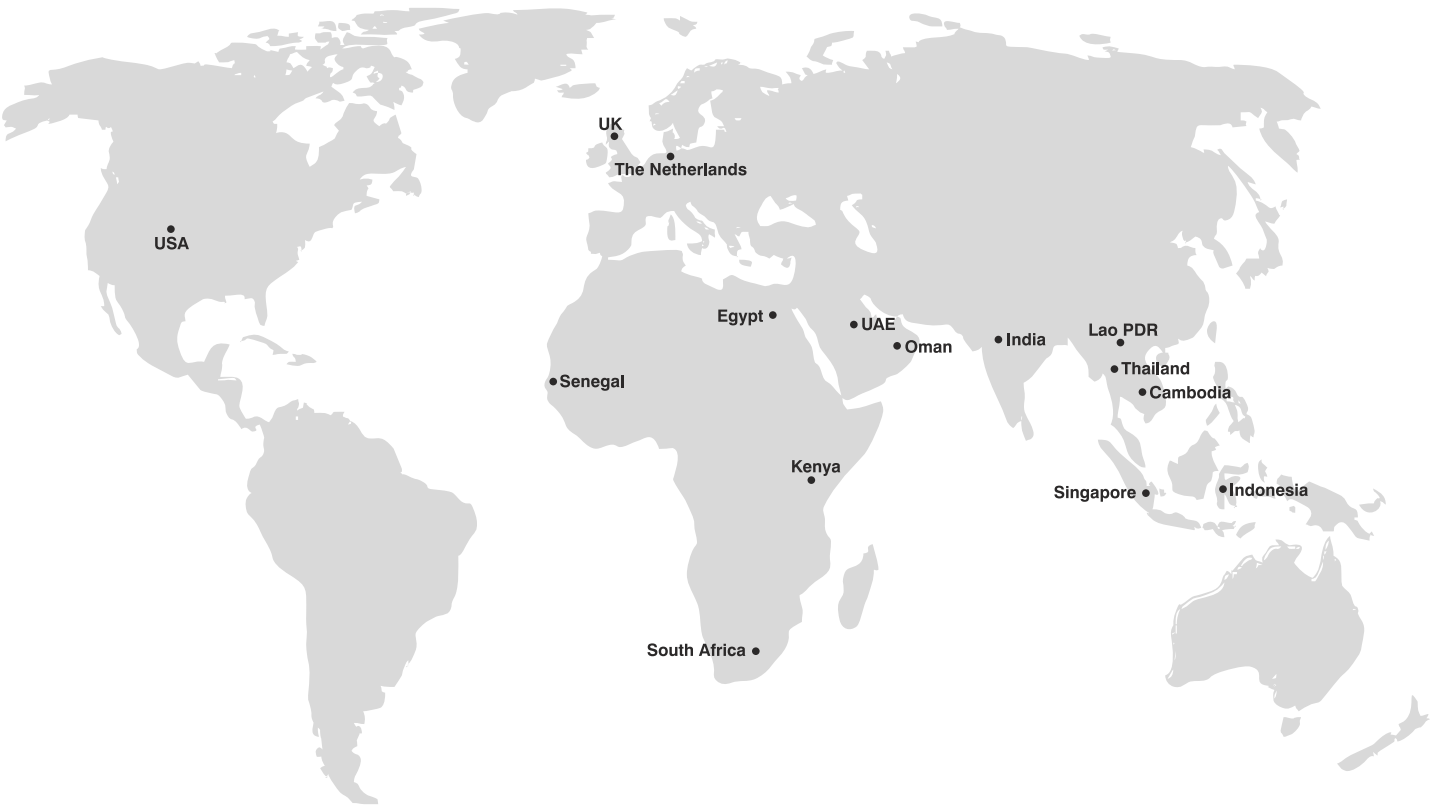 UK
The Netherlands
USA
Egypt
UAE
Oman
India
Lao PDR
Thailand
Cambodia
Senegal
Kenya
Singapore
Indonesia
South Africa